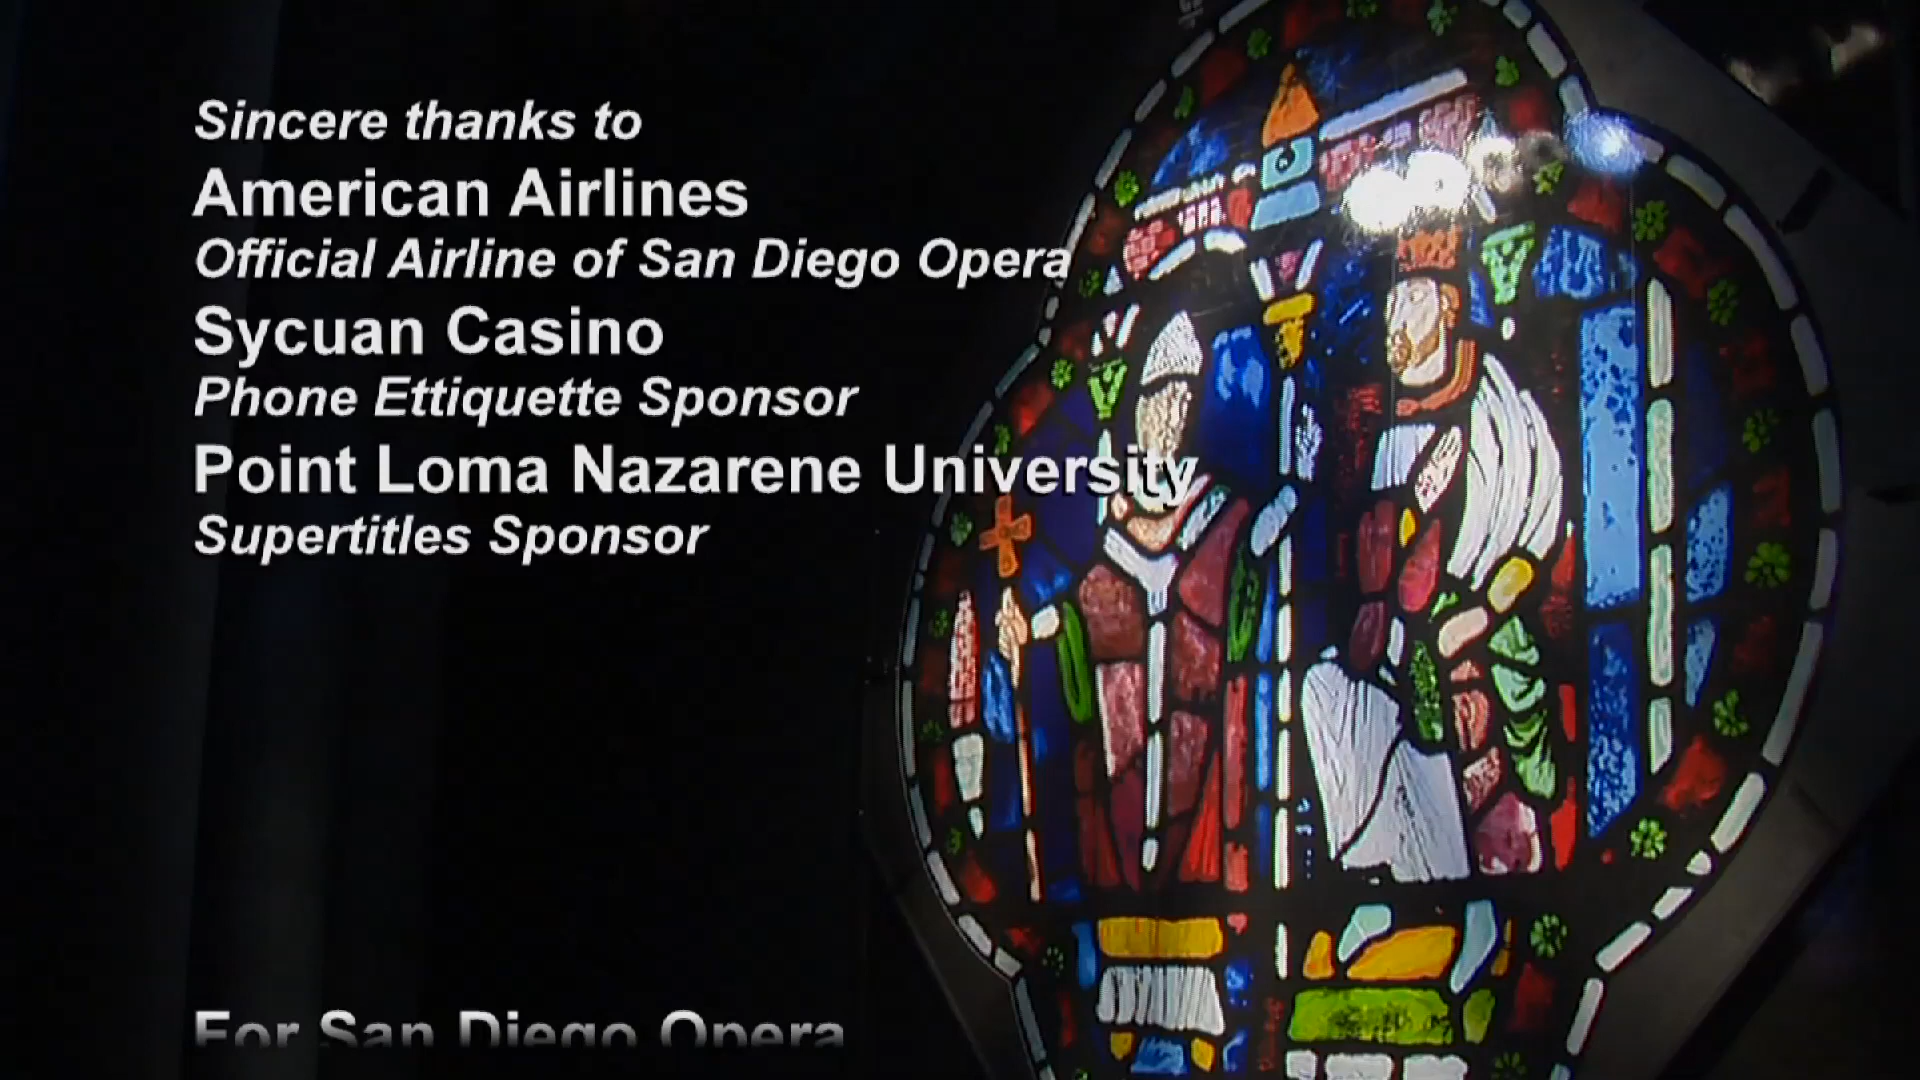 Sincere thanks to
American Airlines
Official Airline of San Diego Opera
Sycuan Casino
Phone Ettiquette Sponsor
Point Loma Nazarene University
Supertitles Sponsor
For San Diego Opera